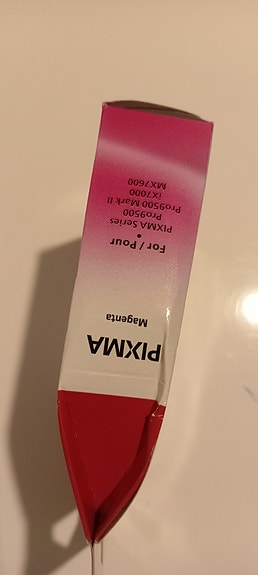 PIXMA
Magenta
For / Pour
•
PIXMA Series
Pro9500
Pro9500 Mark II
iX7000
MX7600